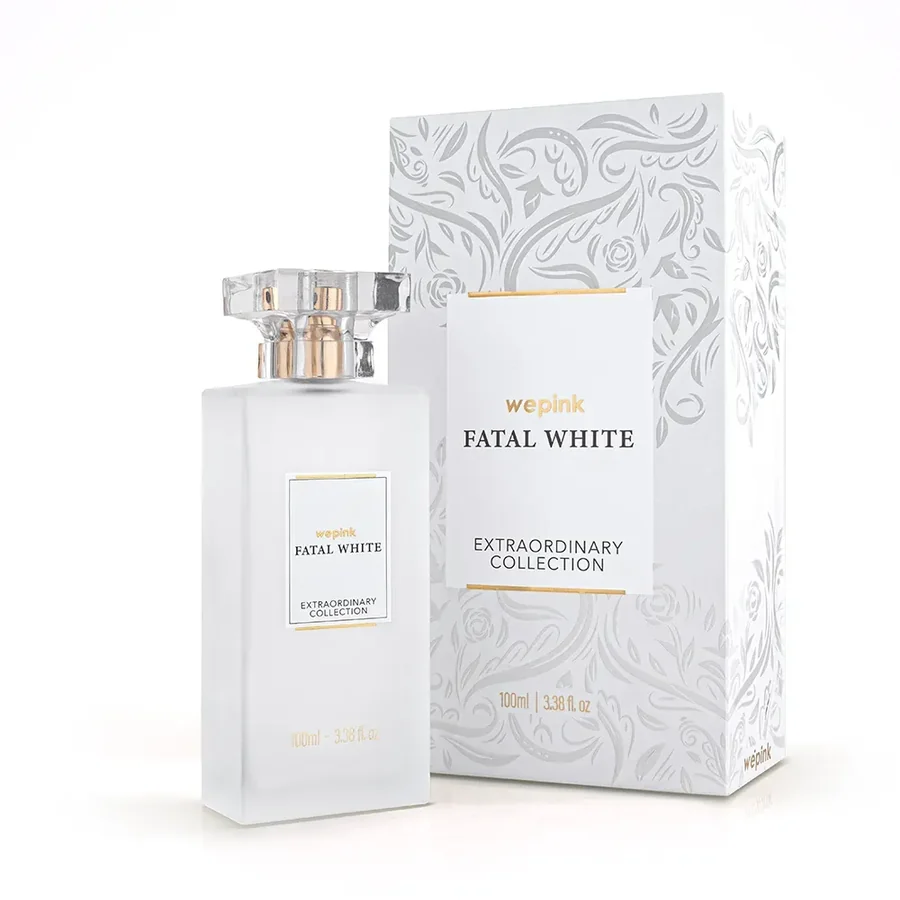 wepink
FATAL WHITE
EXTRAORDINARY
COLLECTION
100ml - 3.38 fl. oz
wepink
FATAL WHITE
EXTRAORDINARY
COLLECTION
100ml | 3.38 fl. oz
wepink